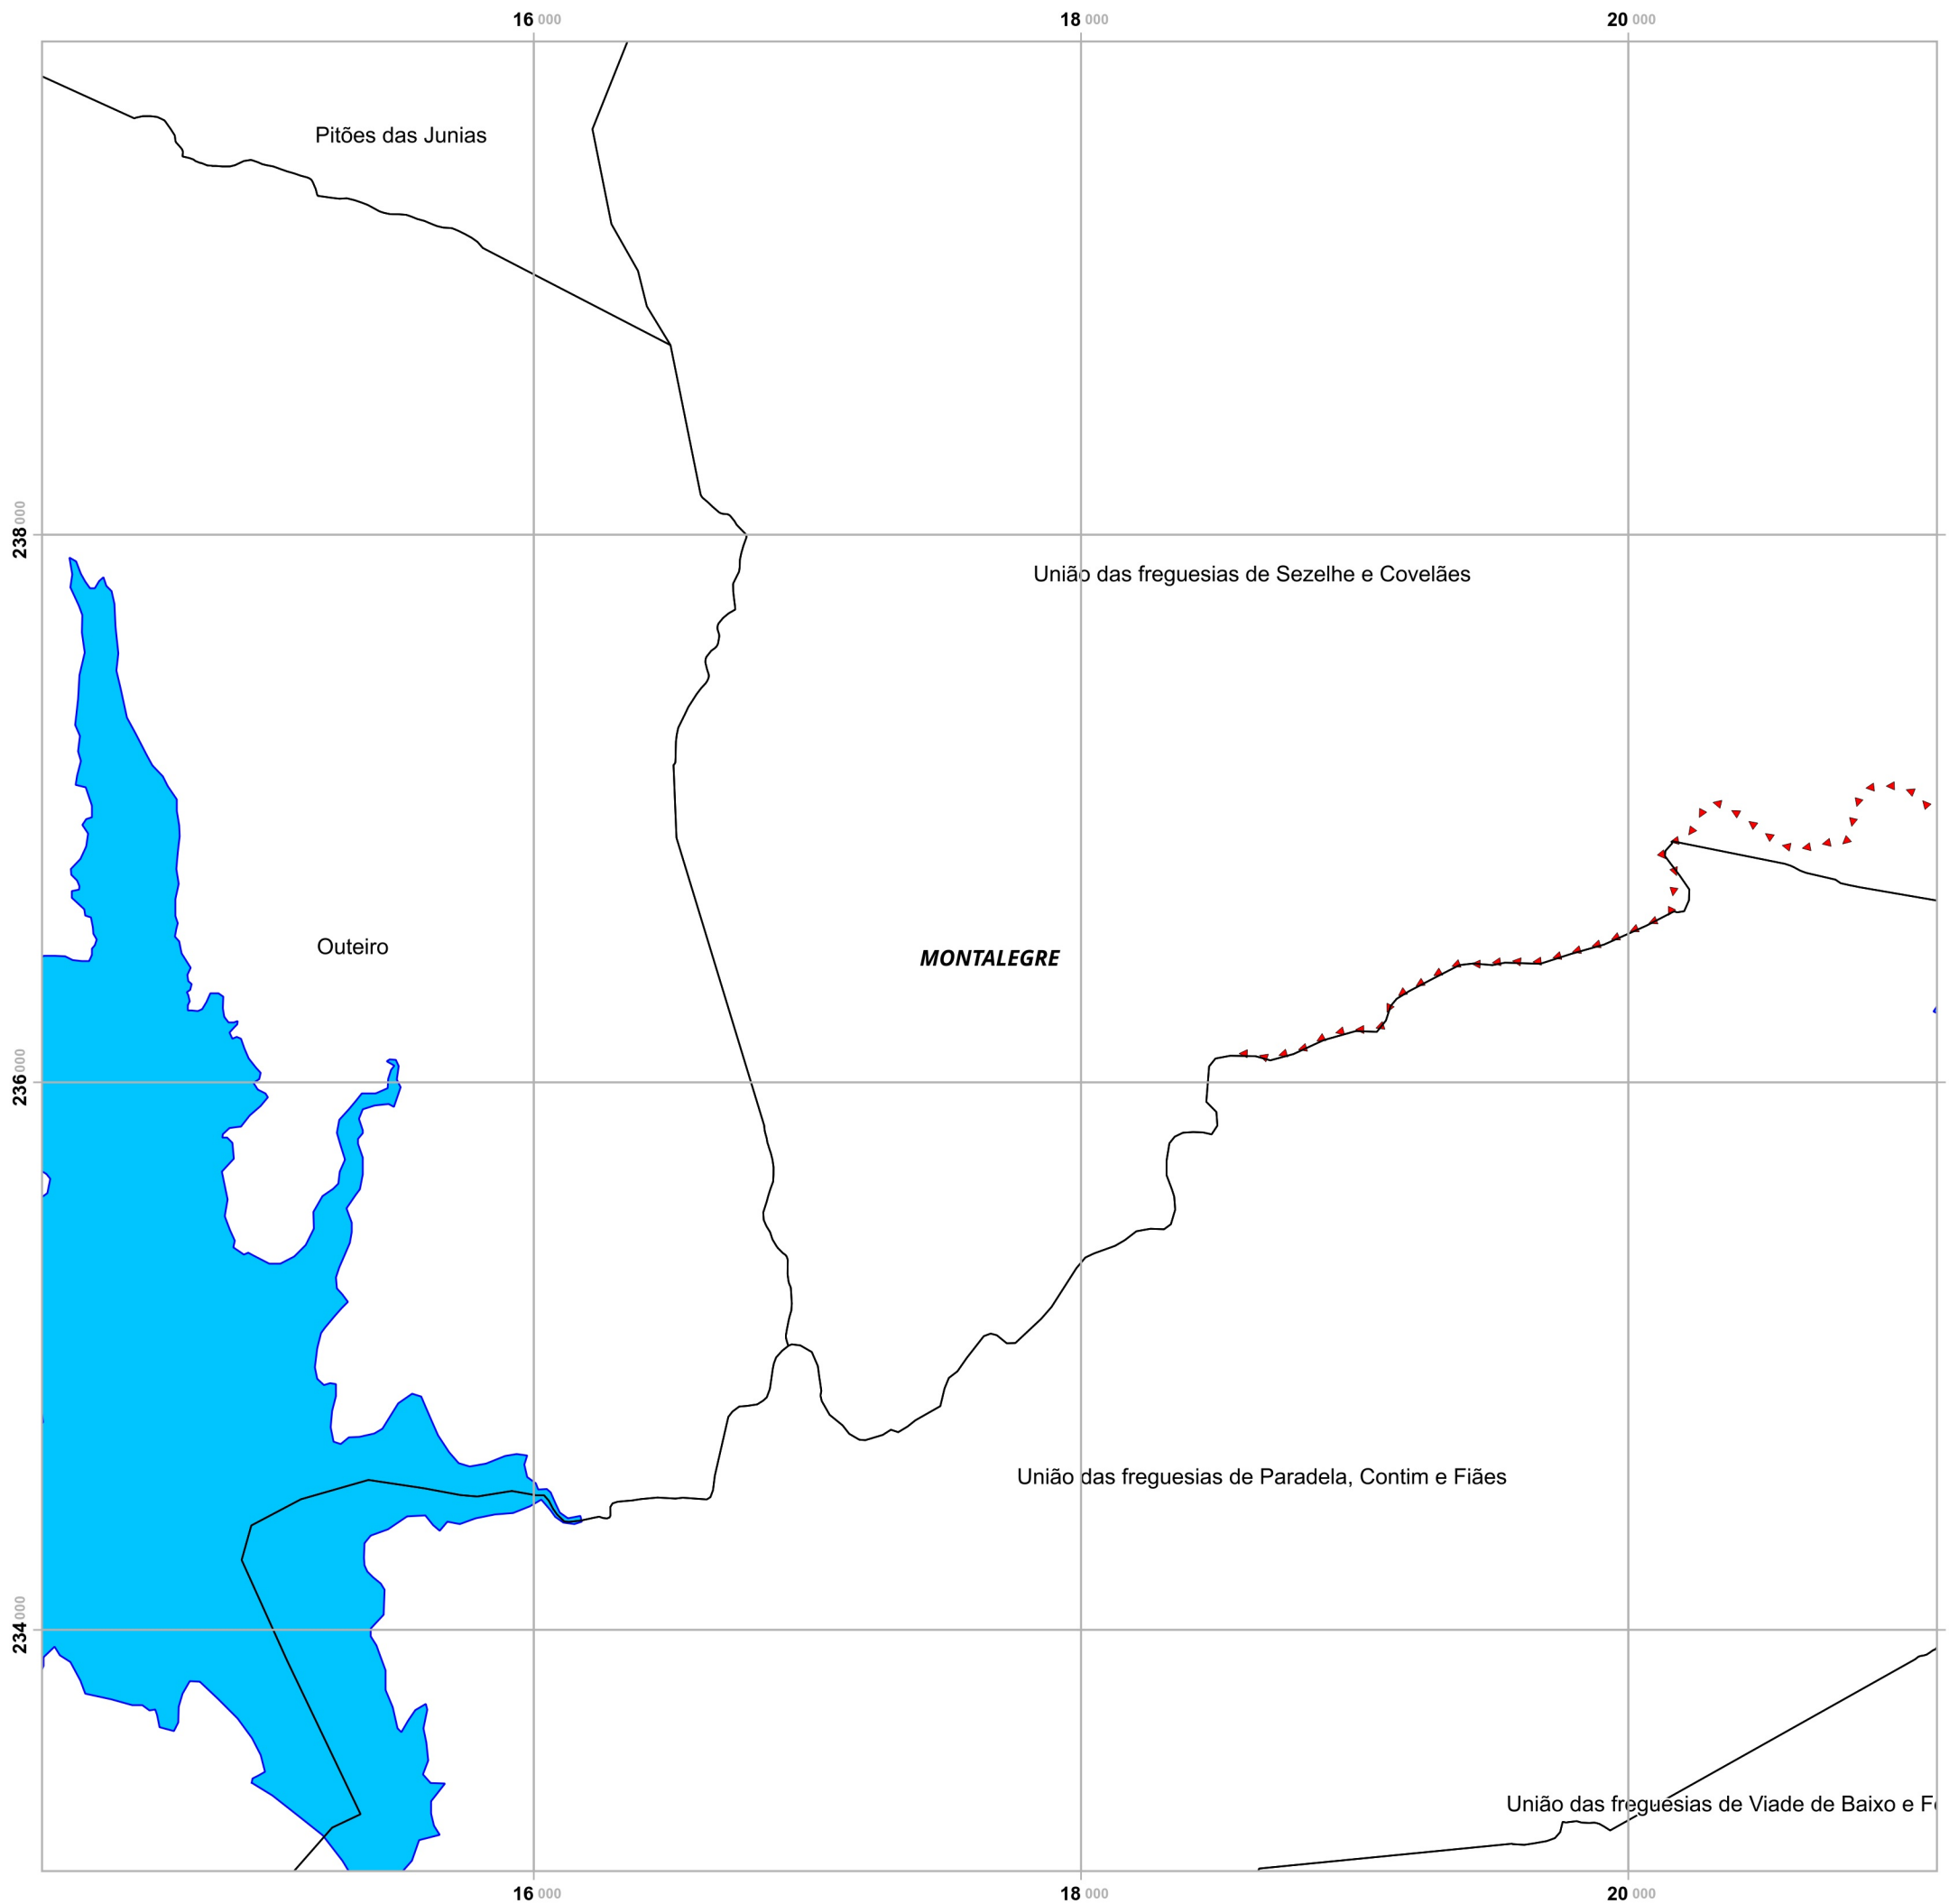 16 000
18 000
20 000
Pitões das Junias
238 000
União das freguesias de Sezelhe e Covelães
Outeiro
MONTALEGRE
236 000
União das freguesias de Paradela, Contim e Fiães
234 000
União das freguesias de Viade de Baixo e F
16 000
18 000
20 000